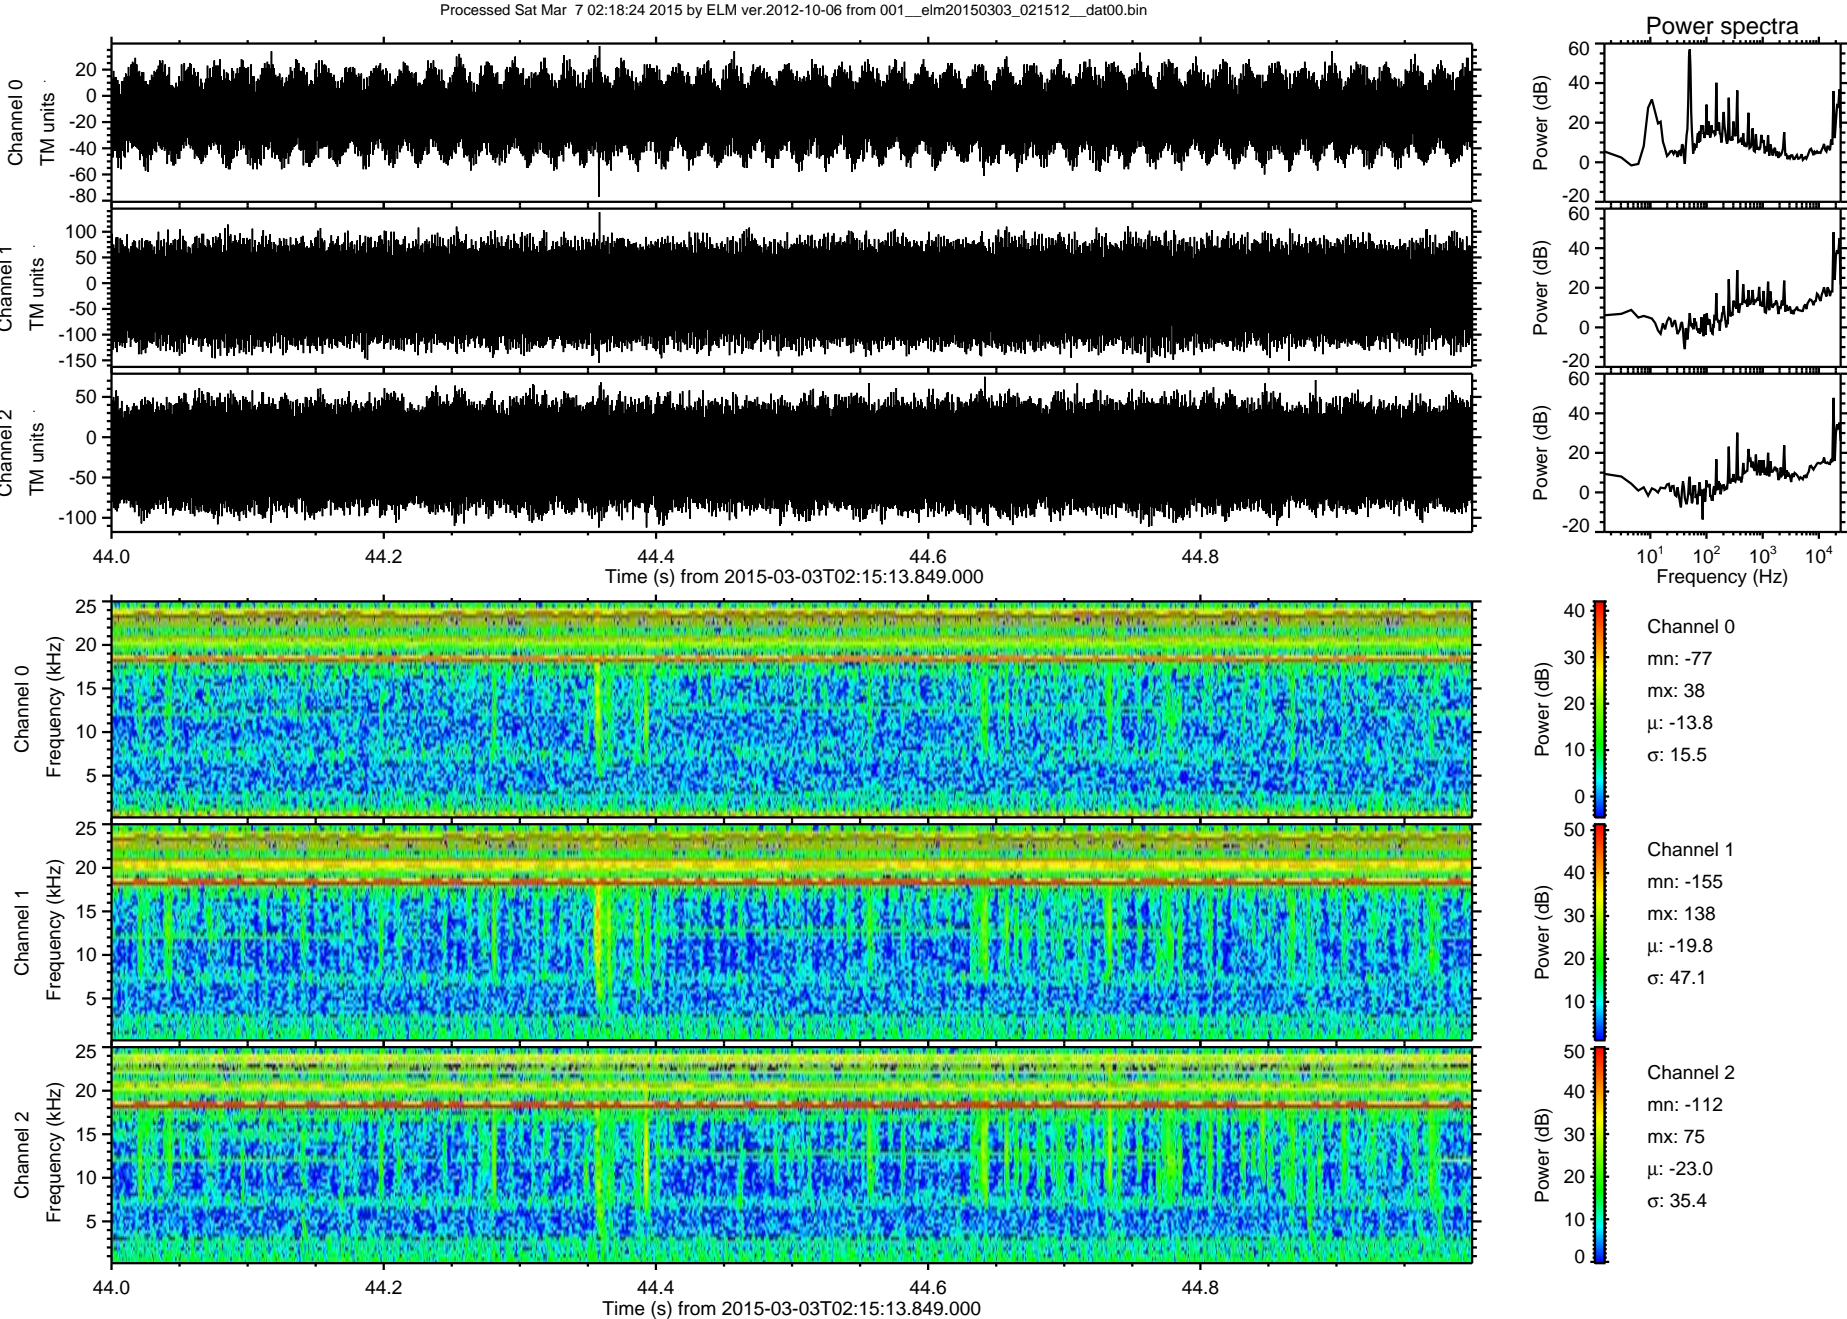 Processed Sat Mar 7 02:18:24 2015 by ELM ver.2012-10-06 from 001__elm20150303_021512__dat00.bin
Power spectra
Channel 0
TM units
20
0
-20
-40
-60
-80
Power (dB)
60
40
20
0
-20
Channel 1
TM units
100
50
0
-50
-100
-150
Power (dB)
60
40
20
0
-20
Channel 2
TM units
50
0
-50
-100
Power (dB)
60
40
20
0
-20
44.0 44.2 44.4 44.6 44.8
Time (s) from 2015-03-03T02:15:13.849.000
10^1 10^2 10^3 10^4
Frequency (Hz)
Channel 0
Frequency (kHz)
25
20
15
10
5
Power (dB)
40
30
20
10
0
Channel 0
mn: -77
mx: 38
μ: -13.8
σ: 15.5
Channel 1
Frequency (kHz)
25
20
15
10
5
Power (dB)
50
40
30
20
10
Channel 1
mn: -155
mx: 138
μ: -19.8
σ: 47.1
Channel 2
Frequency (kHz)
25
20
15
10
5
Power (dB)
50
40
30
20
10
0
Channel 2
mn: -112
mx: 75
μ: -23.0
σ: 35.4
44.0 44.2 44.4 44.6 44.8
Time (s) from 2015-03-03T02:15:13.849.000